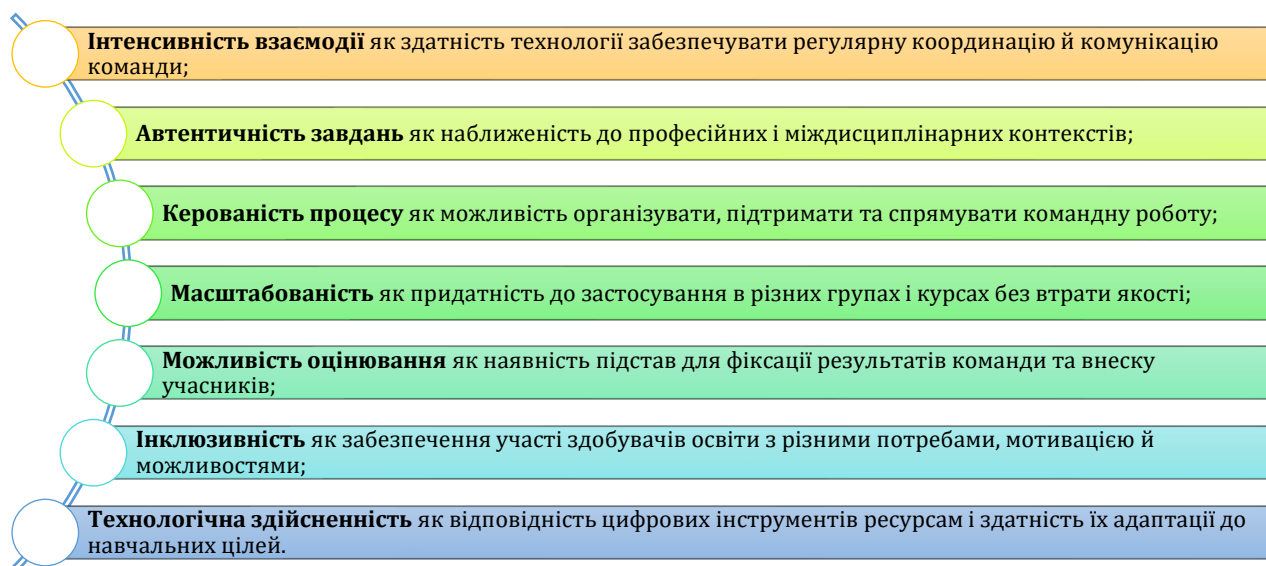 Інтенсивність взаємодії як здатність технології забезпечувати регулярну координацію й комунікацію
команди;
Автентичність завдань як наближеність до професійних і міждисциплінарних контекстів;
Керованість процесу як можливість організувати, підтримати та спрямувати командну роботу;
Масштабованість як придатність до застосування в різних групах і курсах без втрати якості;
Можливість оцінювання як наявність підстав для фіксації результатів команди та внеску
учасників;
Інклюзивність як забезпечення участі здобувачів освіти з різними потребами, мотивацією й
можливостями;
Технологічна здійсненність як відповідність цифрових інструментів ресурсам і здатність їх адаптації до
навчальних цілей.